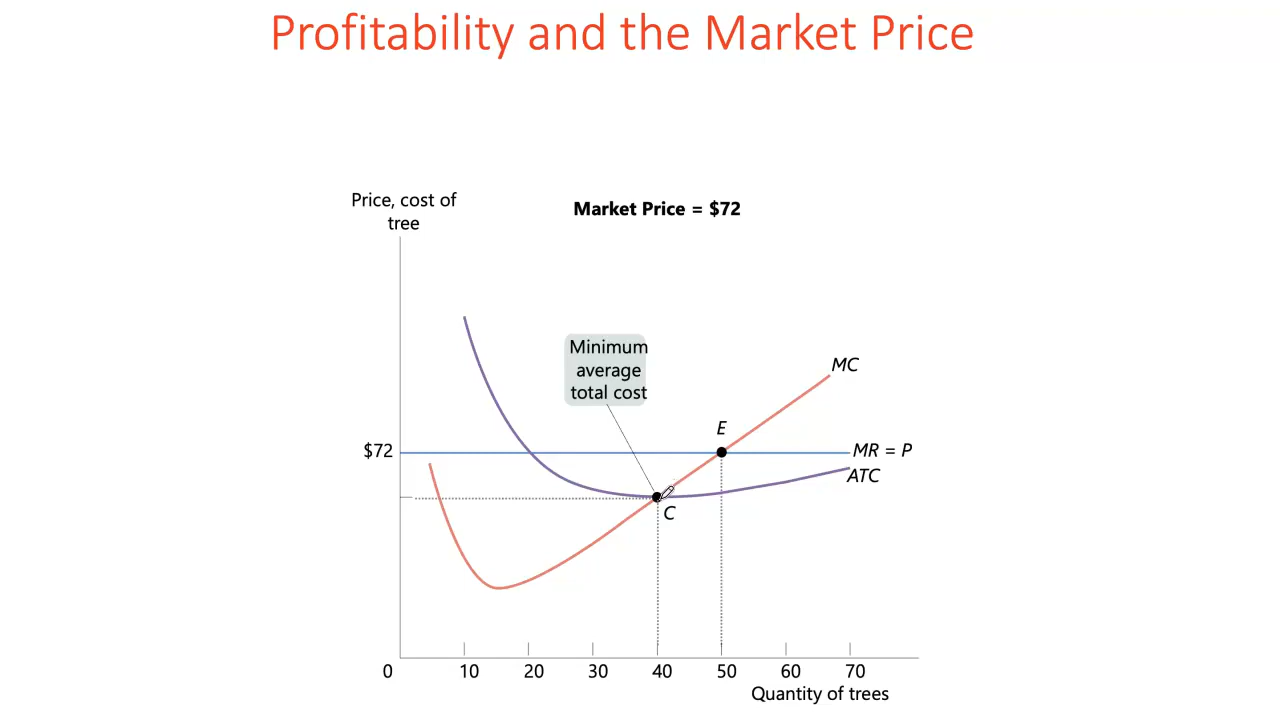 Profitability and the Market Price
Price, cost of
tree
Market Price = $72
Minimum
average
total cost
MC
E
$72
MR = P
ATC
C
0 10 20 30 40 50 60 70
Quantity of trees